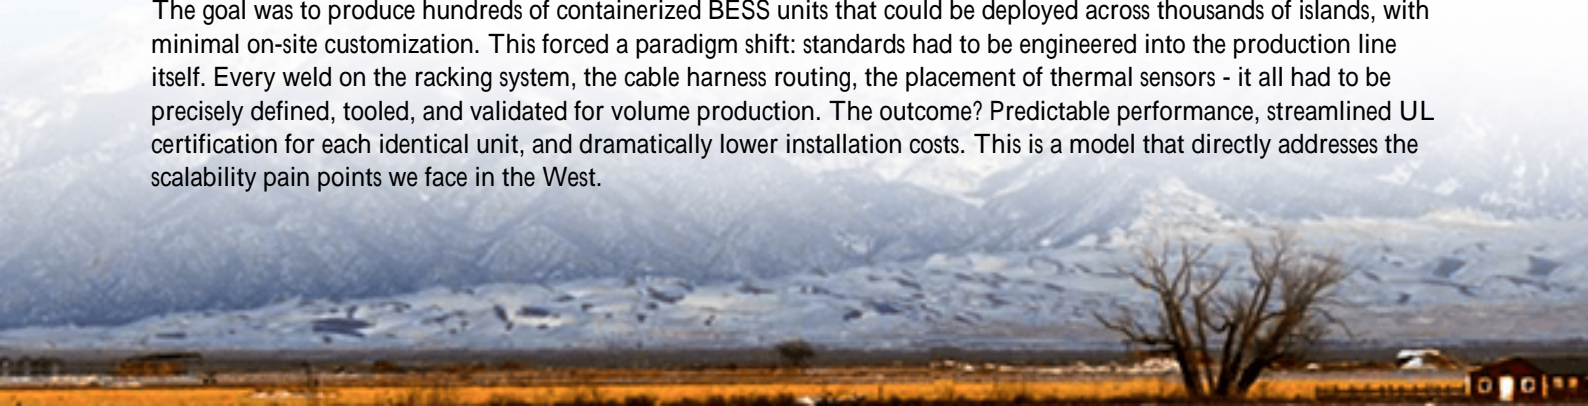 The goal was to produce hundreds of containerized BESS units that could be deployed across thousands of islands, with
minimal on-site customization. This forced a paradigm shift: standards had to be engineered into the production line
itself. Every weld on the racking system, the cable harness routing, the placement of thermal sensors - it all had to be
precisely defined, tooled, and validated for volume production. The outcome? Predictable performance, streamlined UL
certification for each identical unit, and dramatically lower installation costs. This is a model that directly addresses the
scalability pain points we face in the West.